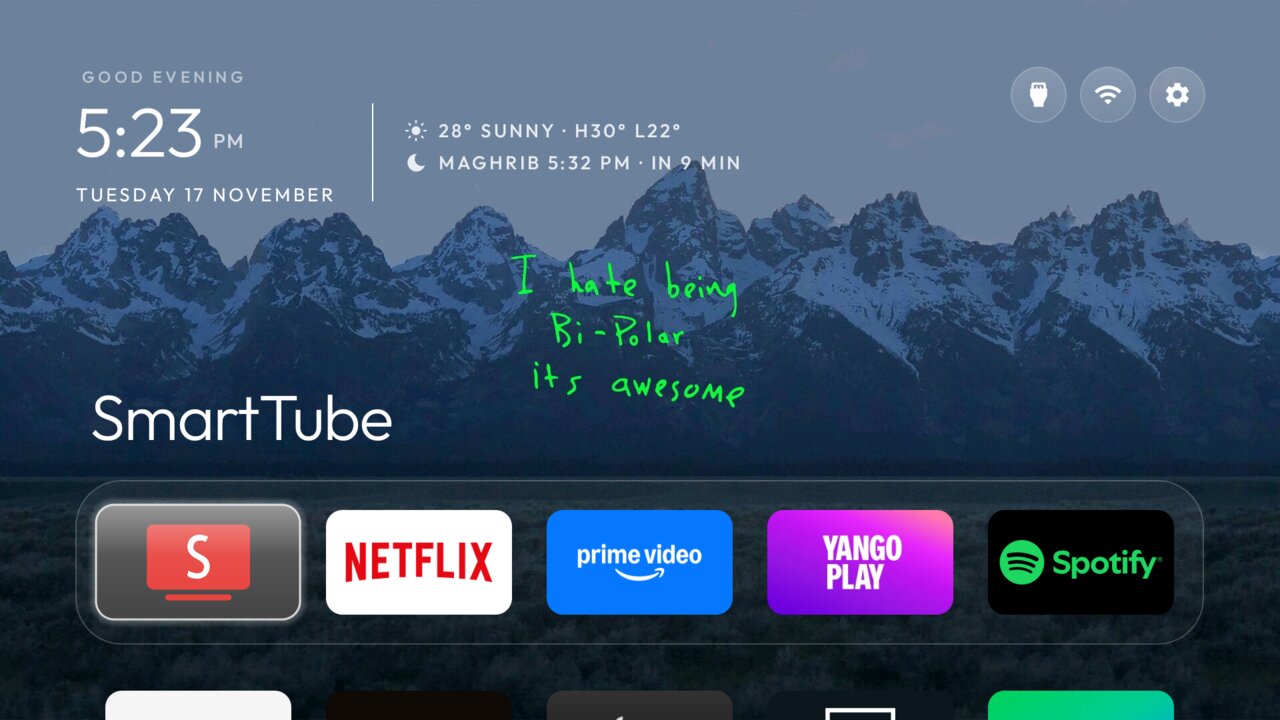 GOOD EVENING
5:23 PM
TUESDAY 17 NOVEMBER
28° SUNNY · H30° L22°
MAGHRIB 5:32 PM · IN 9 MIN
I hate being
Bi-Polar
its awesome
SmartTube
S
NETFLIX
prime video
YANGO
PLAY
Spotify